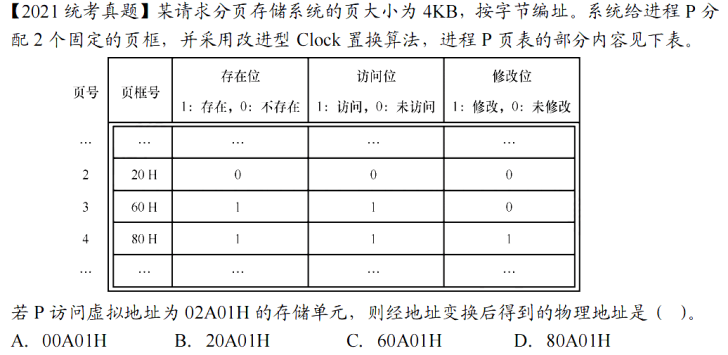 【2021 统考真题】某请求分页存储系统的页大小为 4KB，按字节编址。系统给进程 P 分
配 2 个固定的页框，并采用改进型 Clock 置换算法，进程 P 页表的部分内容见下表。
页号 页框号 存在位 访问位 修改位
1：存在，0：不存在 1：访问，0：未访问 1：修改，0：未修改
… … … … …
2 20 H 0 0 0
3 60 H 1 1 0
4 80 H 1 1 1
… … … … …
若 P 访问虚拟地址为 02A01H 的存储单元，则经地址变换后得到的物理地址是（ ）。
A. 00A01H B. 20A01H C. 60A01H D. 80A01H